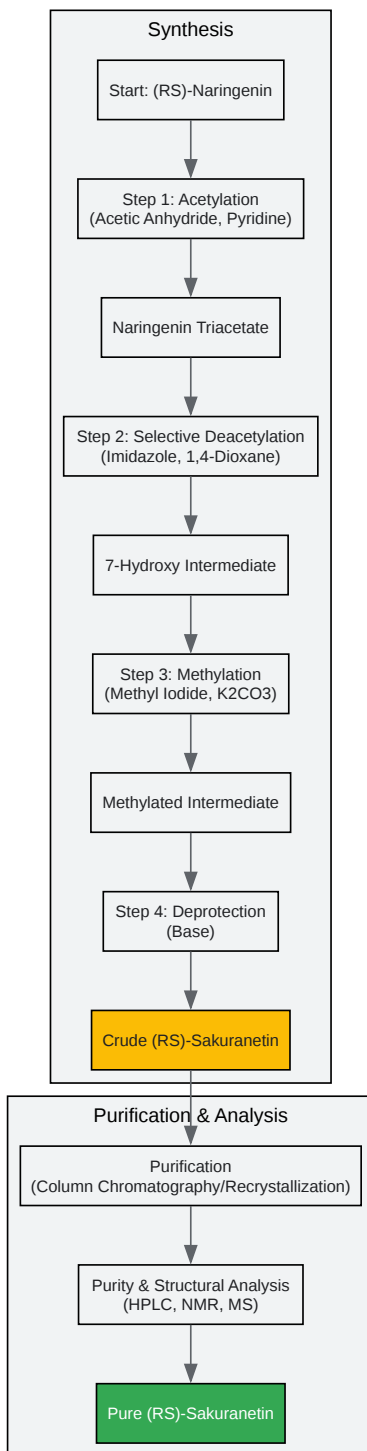 Synthesis
Start: (RS)-Naringenin
Step 1: Acetylation
(Acetic Anhydride, Pyridine)
Naringenin Triacetate
Step 2: Selective Deacetylation
(Imidazole, 1,4-Dioxane)
7-Hydroxy Intermediate
Step 3: Methylation
(Methyl Iodide, K2CO3)
Methylated Intermediate
Step 4: Deprotection
(Base)
Crude (RS)-Sakuranetin
Purification & Analysis
Purification
(Column Chromatography/Recrystallization)
Purity & Structural Analysis
(HPLC, NMR, MS)
Pure (RS)-Sakuranetin